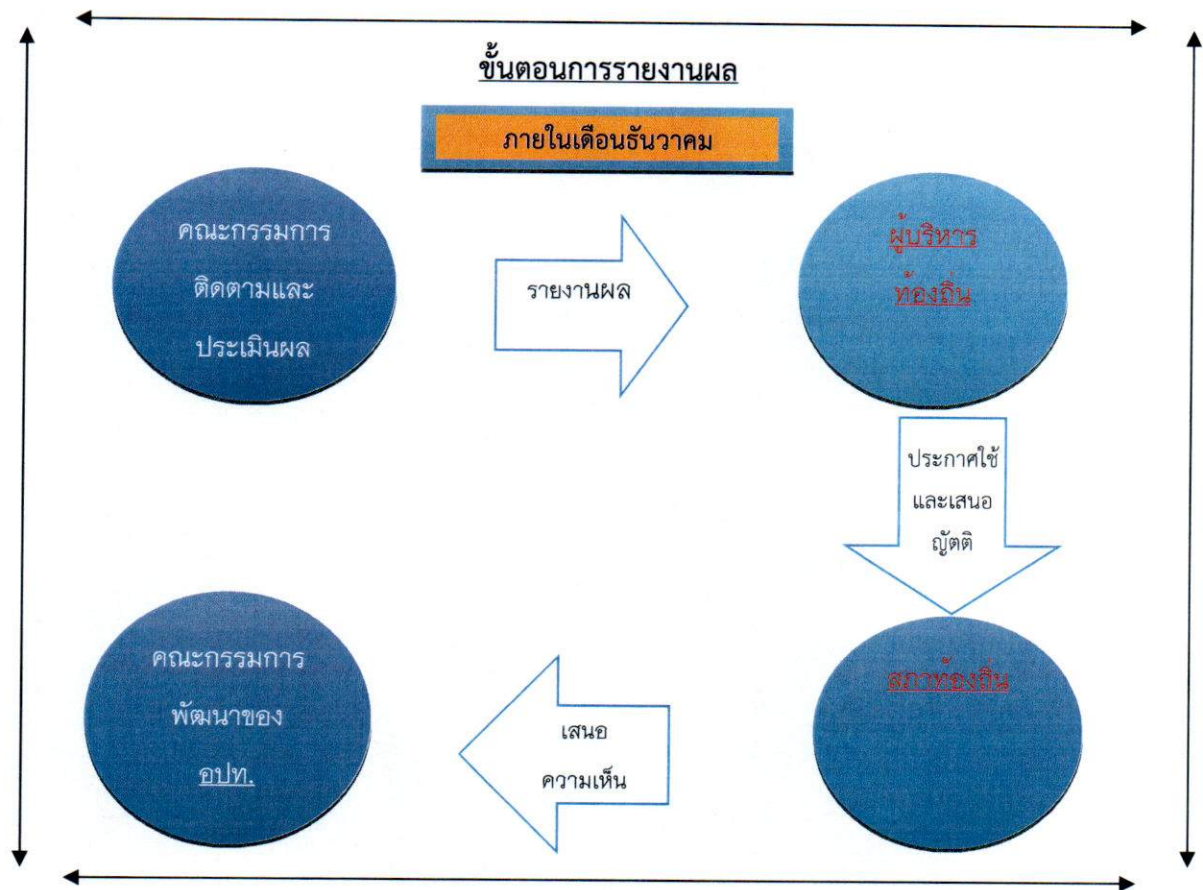 ขั้นตอนการรายงานผล
ภายในเดือนธันวาคม
คณะกรรมการ
ติดตามและ
ประเมินผล
รายงานผล
ผู้บริหาร
ท้องถิ่น
ประกาศใช้
และเสนอ
ญัตติ
สภาท้องถิ่น
เสนอ
ความเห็น
คณะกรรมการ
พัฒนาของ
อปท.